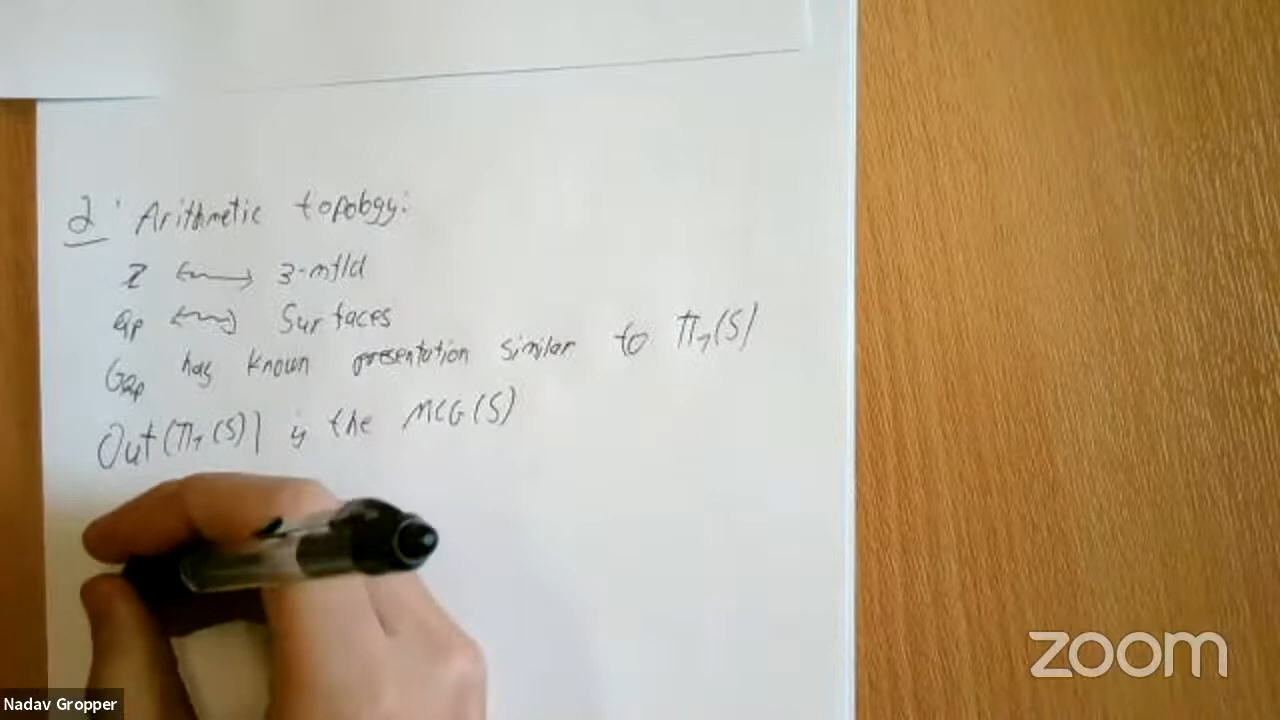 2' Arithmetic topology:
Z ⟷ 3-mfld
Qp ⟷ Surfaces
GQp has known presentation similar to π₁(S)
Out(π₁(S)) is the MCG(S)
zoom
Nadav Gropper